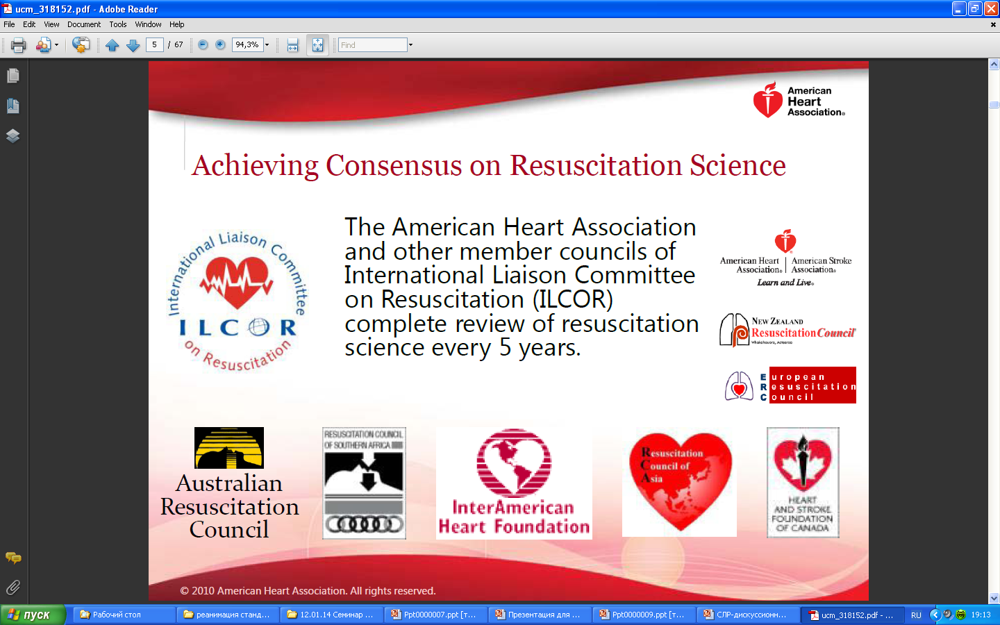 ucm_318152.pdf - Adobe Reader
File Edit View Document Tools Window Help
5 / 67 94,3% Find
American
Heart
Association®
Achieving Consensus on Resuscitation Science
The American Heart Association
and other member councils of
International Liaison Committee
on Resuscitation (ILCOR)
complete review of resuscitation
science every 5 years.
International Liaison Committee
ILCOR
on Resuscitation
American Heart Association® | American Stroke Association®
Learn and Live®
NEW ZEALAND
Resuscitation Council
Whakahauora, Aotearoa
European
Resuscitation
Council
Australian
Resuscitation
Council
RESUSCITATION COUNCIL
OF SOUTHERN AFRICA
InterAmerican
Heart Foundation
Resuscitation
Council of
Asia
HEART
AND STROKE
FOUNDATION
OF CANADA
© 2010 American Heart Association. All rights reserved.
пуск Рабочий стол реанимация станд... 12.01.14 Семинар ... Ppt0000007.ppt [т... Презентация для ... Ppt0000009.ppt [т... СЛР-дискуссионн... ucm_318152.pdf - ... RU 19:13